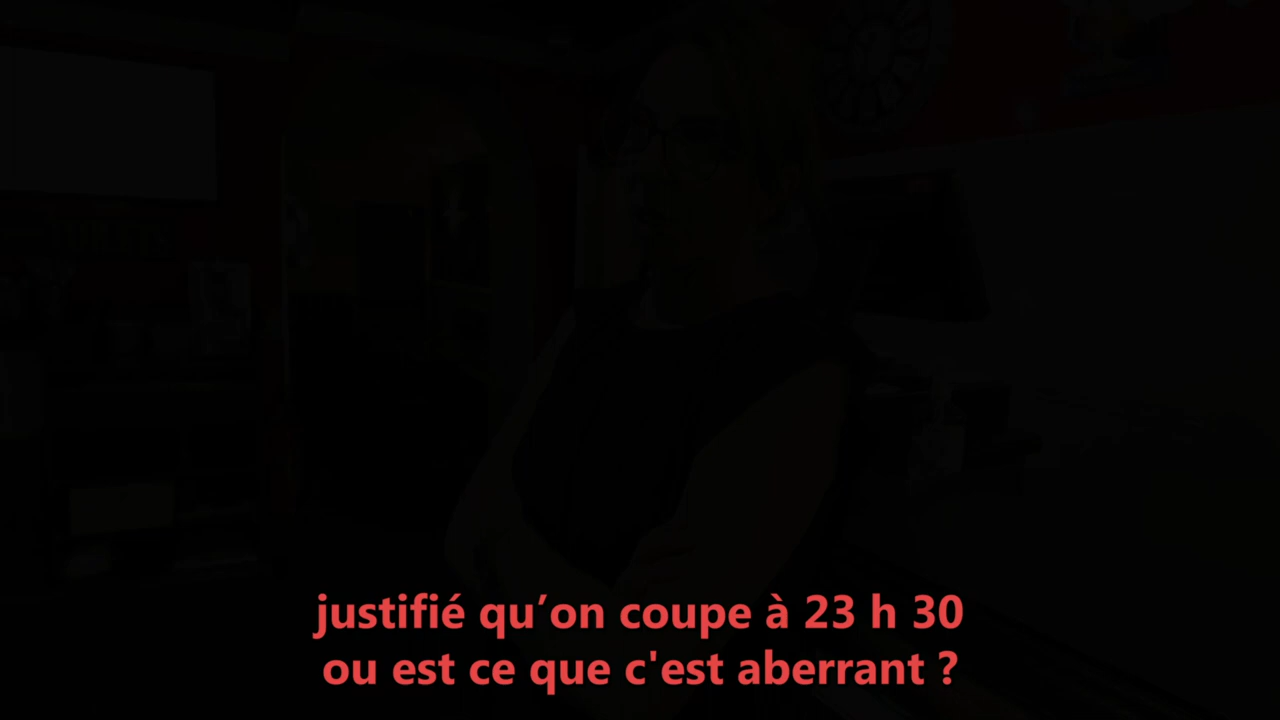 justifié qu’on coupe à 23 h 30
ou est ce que c'est aberrant ?